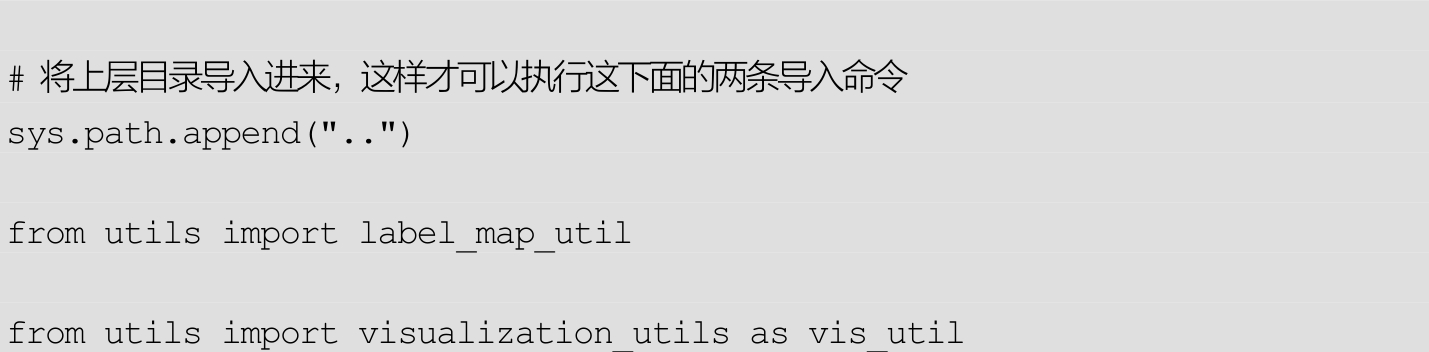 # 将上层目录导入进来，这样才可以执行这下面的两条导入命令
sys.path.append("..")
from utils import label_map_util
from utils import visualization_utils as vis_util